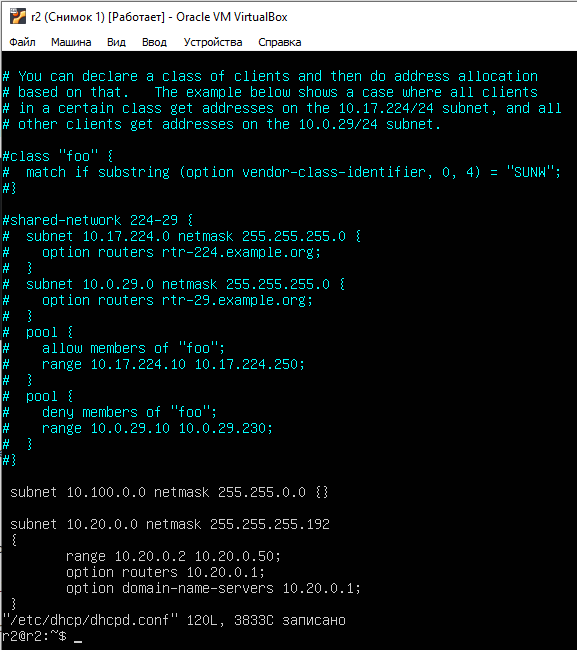 r2 (Снимок 1) [Работает] - Oracle VM VirtualBox
Файл Машина Вид Ввод Устройства Справка
# You can declare a class of clients and then do address allocation
# based on that.   The example below shows a case where all clients
# in a certain class get addresses on the 10.17.224/24 subnet, and all
# other clients get addresses on the 10.0.29/24 subnet.
#class "foo" {
#  match if substring (option vendor-class-identifier, 0, 4) = "SUNW";
#}
#shared-network 224-29 {
#  subnet 10.17.224.0 netmask 255.255.255.0 {
#    option routers rtr-224.example.org;
#  }
#  subnet 10.0.29.0 netmask 255.255.255.0 {
#    option routers rtr-29.example.org;
#  }
#  pool {
#    allow members of "foo";
#    range 10.17.224.10 10.17.224.250;
#  }
#  pool {
#    deny members of "foo";
#    range 10.0.29.10 10.0.29.230;
#  }
#}
subnet 10.100.0.0 netmask 255.255.0.0 {}
subnet 10.20.0.0 netmask 255.255.255.192
{
range 10.20.0.2 10.20.0.50;
option routers 10.20.0.1;
option domain-name-servers 10.20.0.1;
}
"/etc/dhcp/dhcpd.conf" 120L, 3833C записано
r2@r2:~$ _